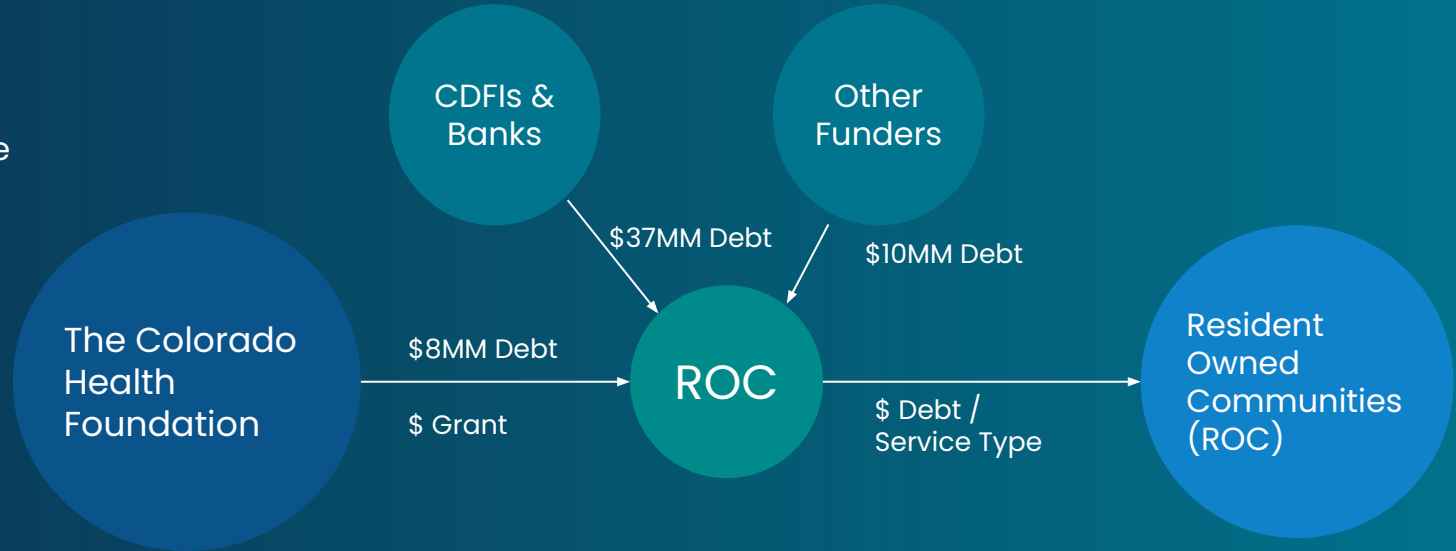 CDFIs &
Banks
Other
Funders
e
$37MM Debt
$10MM Debt
The Colorado
Health
Foundation
$8MM Debt
$ Grant
ROC
$ Debt /
Service Type
Resident
Owned
Communities
(ROC)